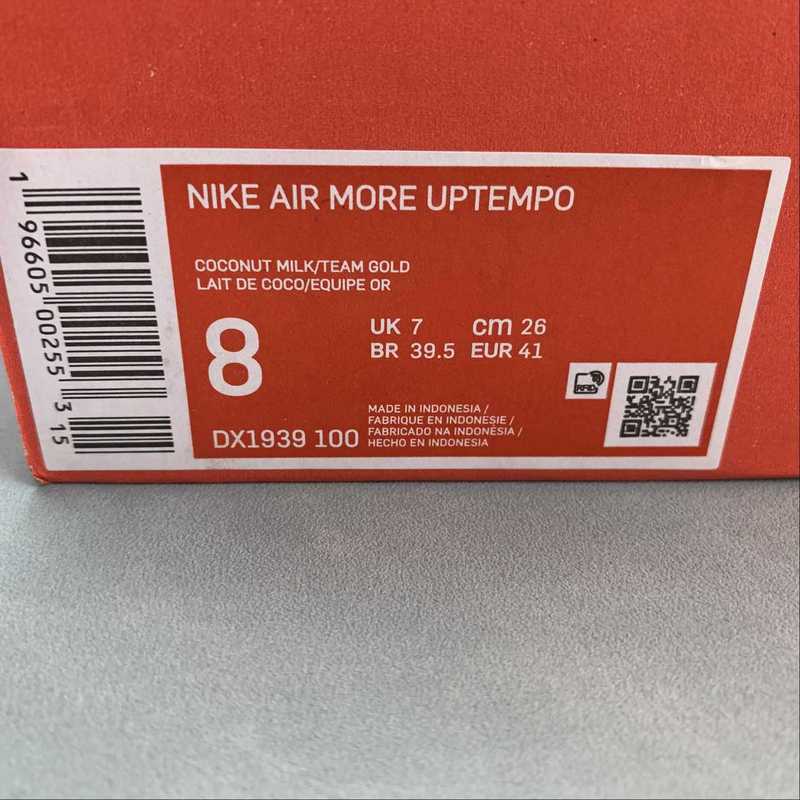 NIKE AIR MORE UPTEMPO
COCONUT MILK/TEAM GOLD
LAIT DE COCO/EQUIPE OR
8
UK 7 cm 26
BR 39.5 EUR 41
DX1939 100
MADE IN INDONESIA /
FABRIQUE EN INDONESIE /
FABRICADO NA INDONÉSIA /
HECHO EN INDONESIA
RFID
1 96605 00255 3 15